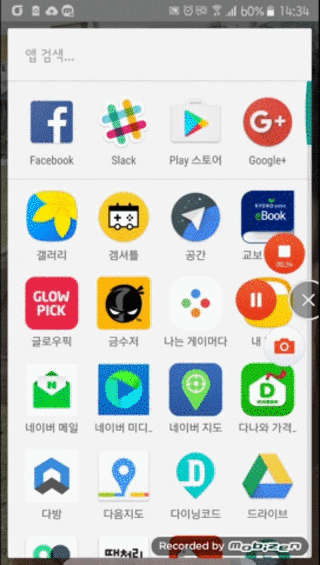 60% 14:34
앱 검색...
Facebook Slack Play 스토어 Google+
KYOBO
eBook
갤러리 겜셔틀 공간 교보
00:34
GLOW
PICK
글로우픽 금수저 나는 게이머다 내
N
D
네이버 메일 네이버 미디.. 네이버 지도 다나와 가격..
다방 다음지도 다이닝코드 드라이브
때처리
Recorded by Mobizen